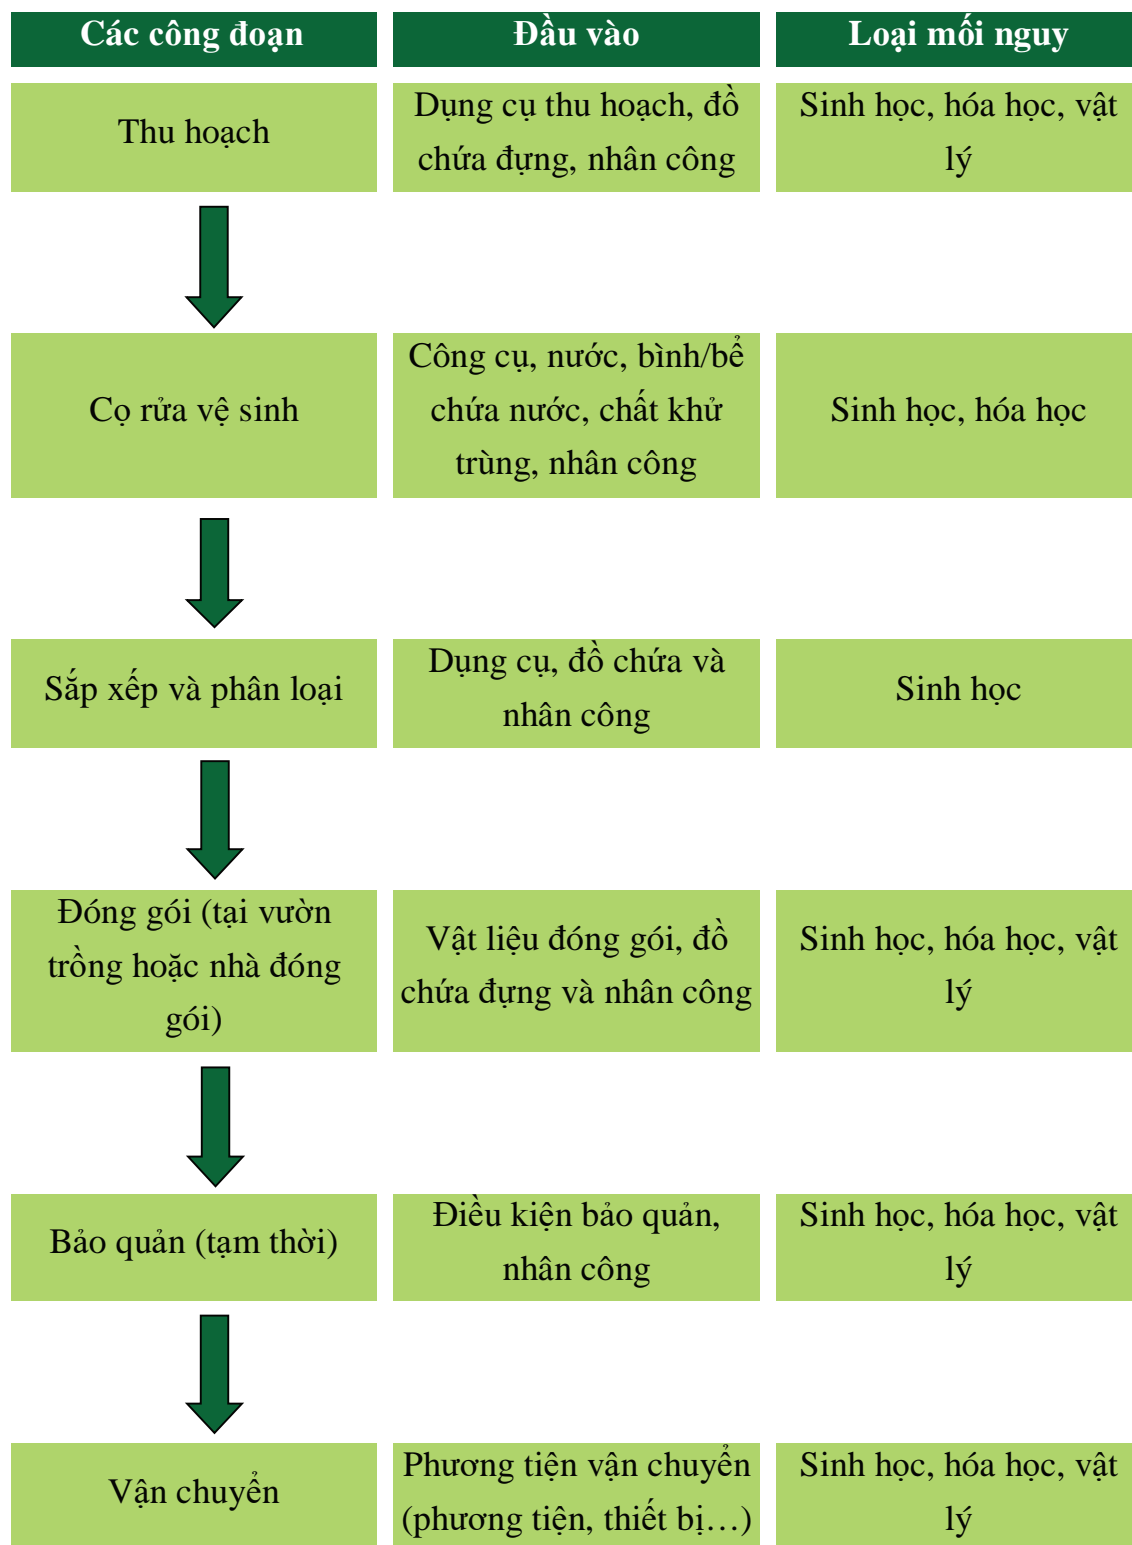 Các công đoạn
Đầu vào
Loại mối nguy
Thu hoạch
Dụng cụ thu hoạch, đồ
chứa đựng, nhân công
Sinh học, hóa học, vật
lý
Cọ rửa vệ sinh
Công cụ, nước, bình/bể
chứa nước, chất khử
trùng, nhân công
Sinh học, hóa học
Sắp xếp và phân loại
Dụng cụ, đồ chứa và
nhân công
Sinh học
Đóng gói (tại vườn
trồng hoặc nhà đóng
gói)
Vật liệu đóng gói, đồ
chứa đựng và nhân công
Sinh học, hóa học, vật
lý
Bảo quản (tạm thời)
Điều kiện bảo quản,
nhân công
Sinh học, hóa học, vật
lý
Vận chuyển
Phương tiện vận chuyển
(phương tiện, thiết bị…)
Sinh học, hóa học, vật
lý